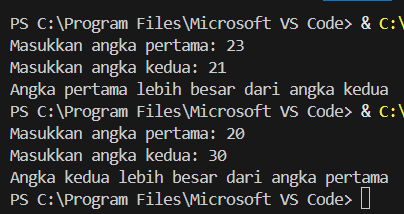 PS C:\Program Files\Microsoft VS Code> & C:\
Masukkan angka pertama: 23
Masukkan angka kedua: 21
Angka pertama lebih besar dari angka kedua
PS C:\Program Files\Microsoft VS Code> & C:\
Masukkan angka pertama: 20
Masukkan angka kedua: 30
Angka kedua lebih besar dari angka pertama
PS C:\Program Files\Microsoft VS Code>